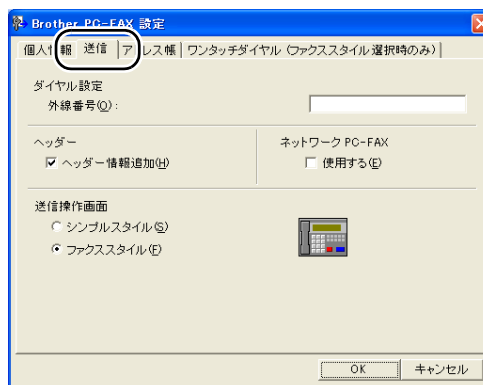 Brother PC-FAX 設定
個人情報 送信 アドレス帳 ワンタッチダイヤル (ファクススタイル選択時のみ)
ダイヤル設定
外線番号(O):
ヘッダー
ネットワーク PC-FAX
ヘッダー情報追加(H)
使用する(E)
送信操作画面
シンプルスタイル(S)
ファクススタイル(F)
OK キャンセル